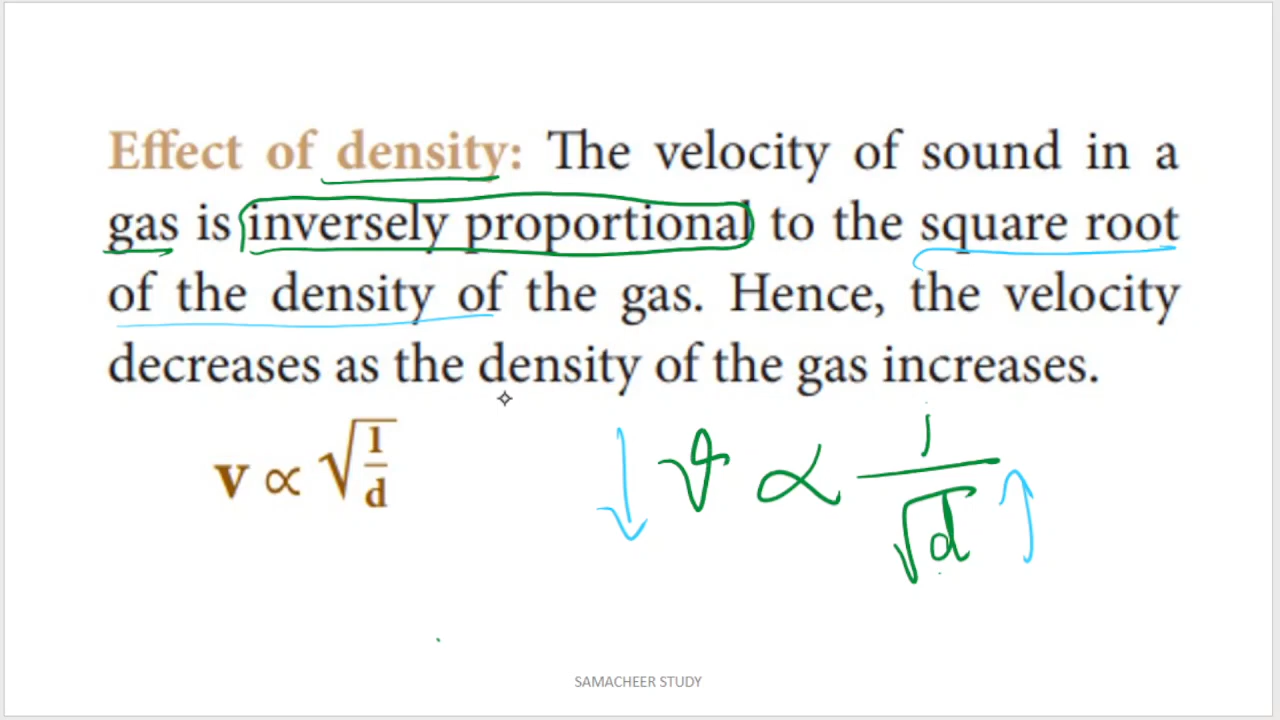 Effect of density: The velocity of sound in a
gas is inversely proportional to the square root
of the density of the gas. Hence, the velocity
decreases as the density of the gas increases.
v ∝ √(1/d)
↓ v ∝ 1/√d ↑
SAMACHEER STUDY